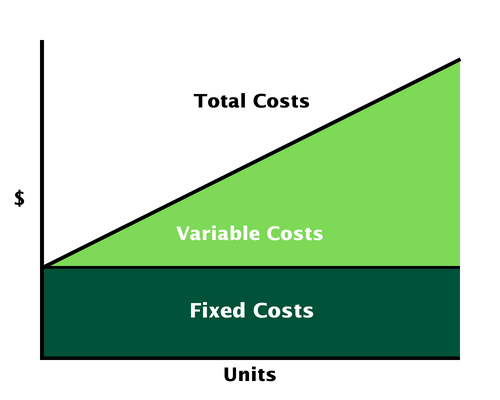 Total Costs
$
Variable Costs
Fixed Costs
Units